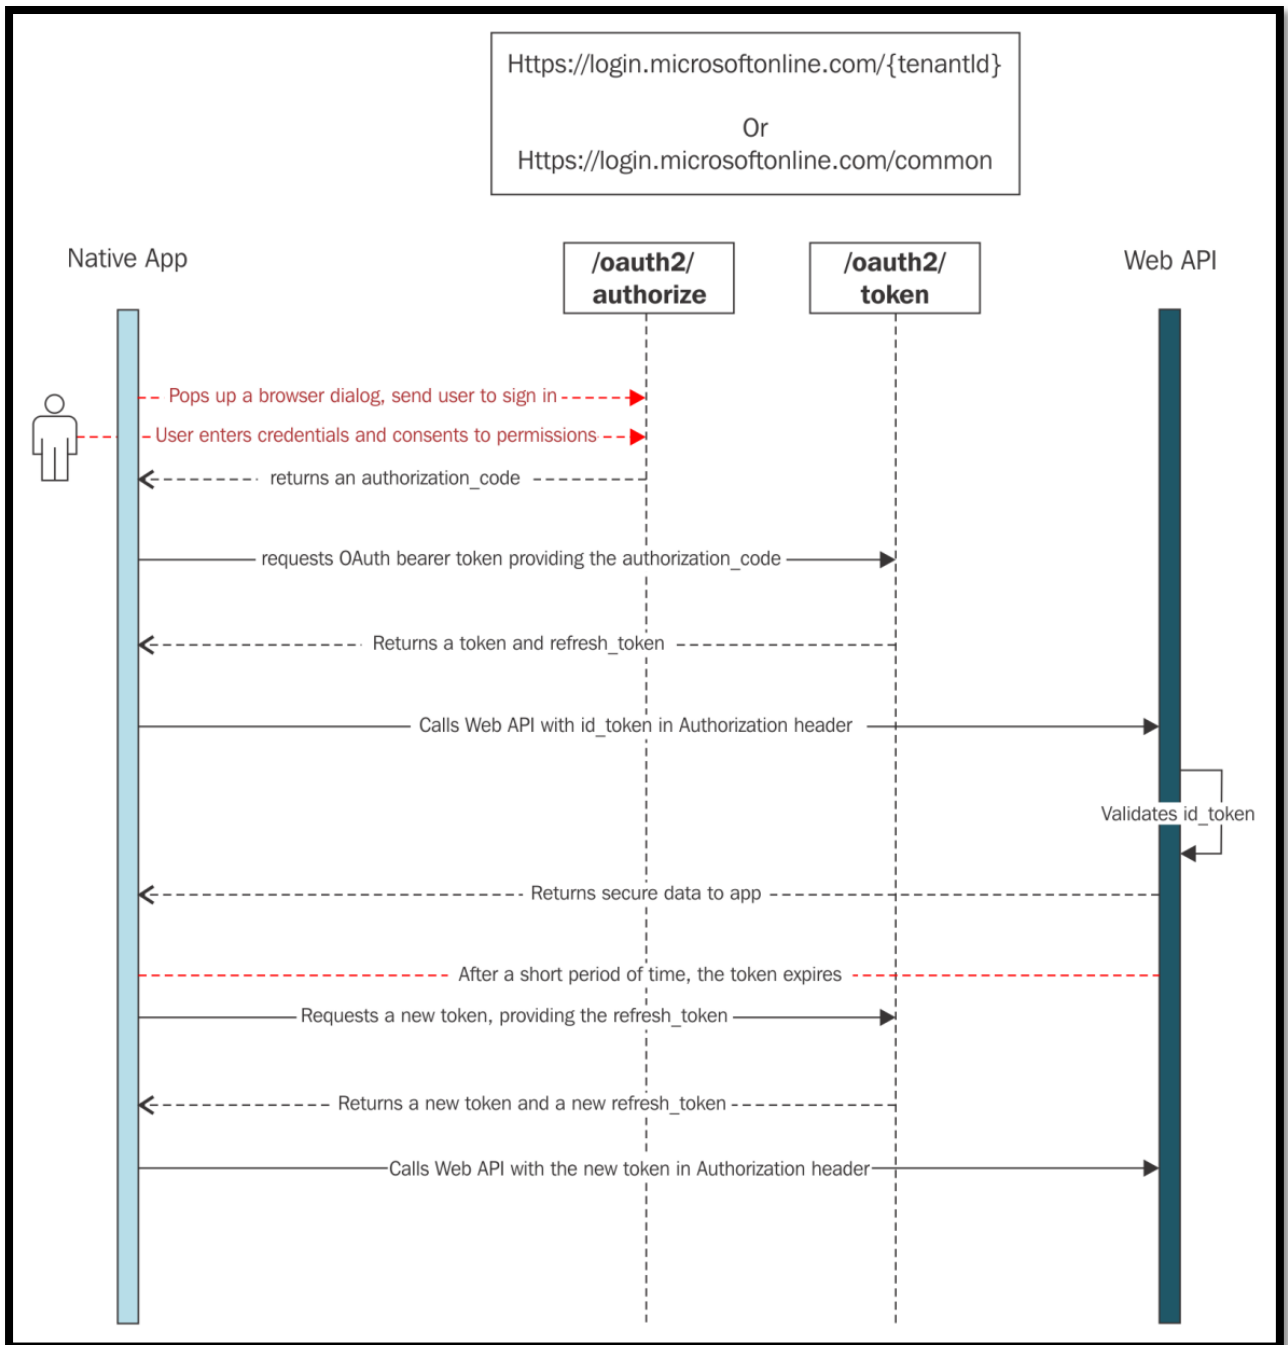 Https://login.microsoftonline.com/{tenantId}
Or
Https://login.microsoftonline.com/common
Native App
/oauth2/
authorize
/oauth2/
token
Web API
Pops up a browser dialog, send user to sign in
User enters credentials and consents to permissions
returns an authorization_code
requests OAuth bearer token providing the authorization_code
Returns a token and refresh_token
Calls Web API with id_token in Authorization header
Validates id_token
Returns secure data to app
After a short period of time, the token expires
Requests a new token, providing the refresh_token
Returns a new token and a new refresh_token
Calls Web API with the new token in Authorization header